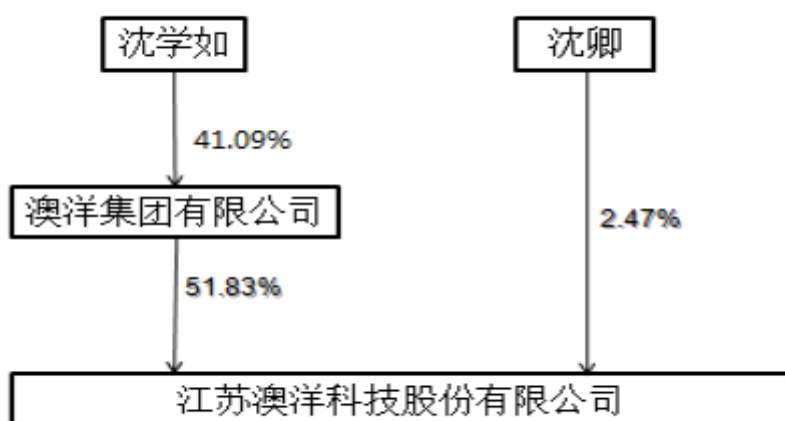 沈学如
沈卿
41.09%
澳洋集团有限公司
2.47%
51.83%
江苏澳洋科技股份有限公司